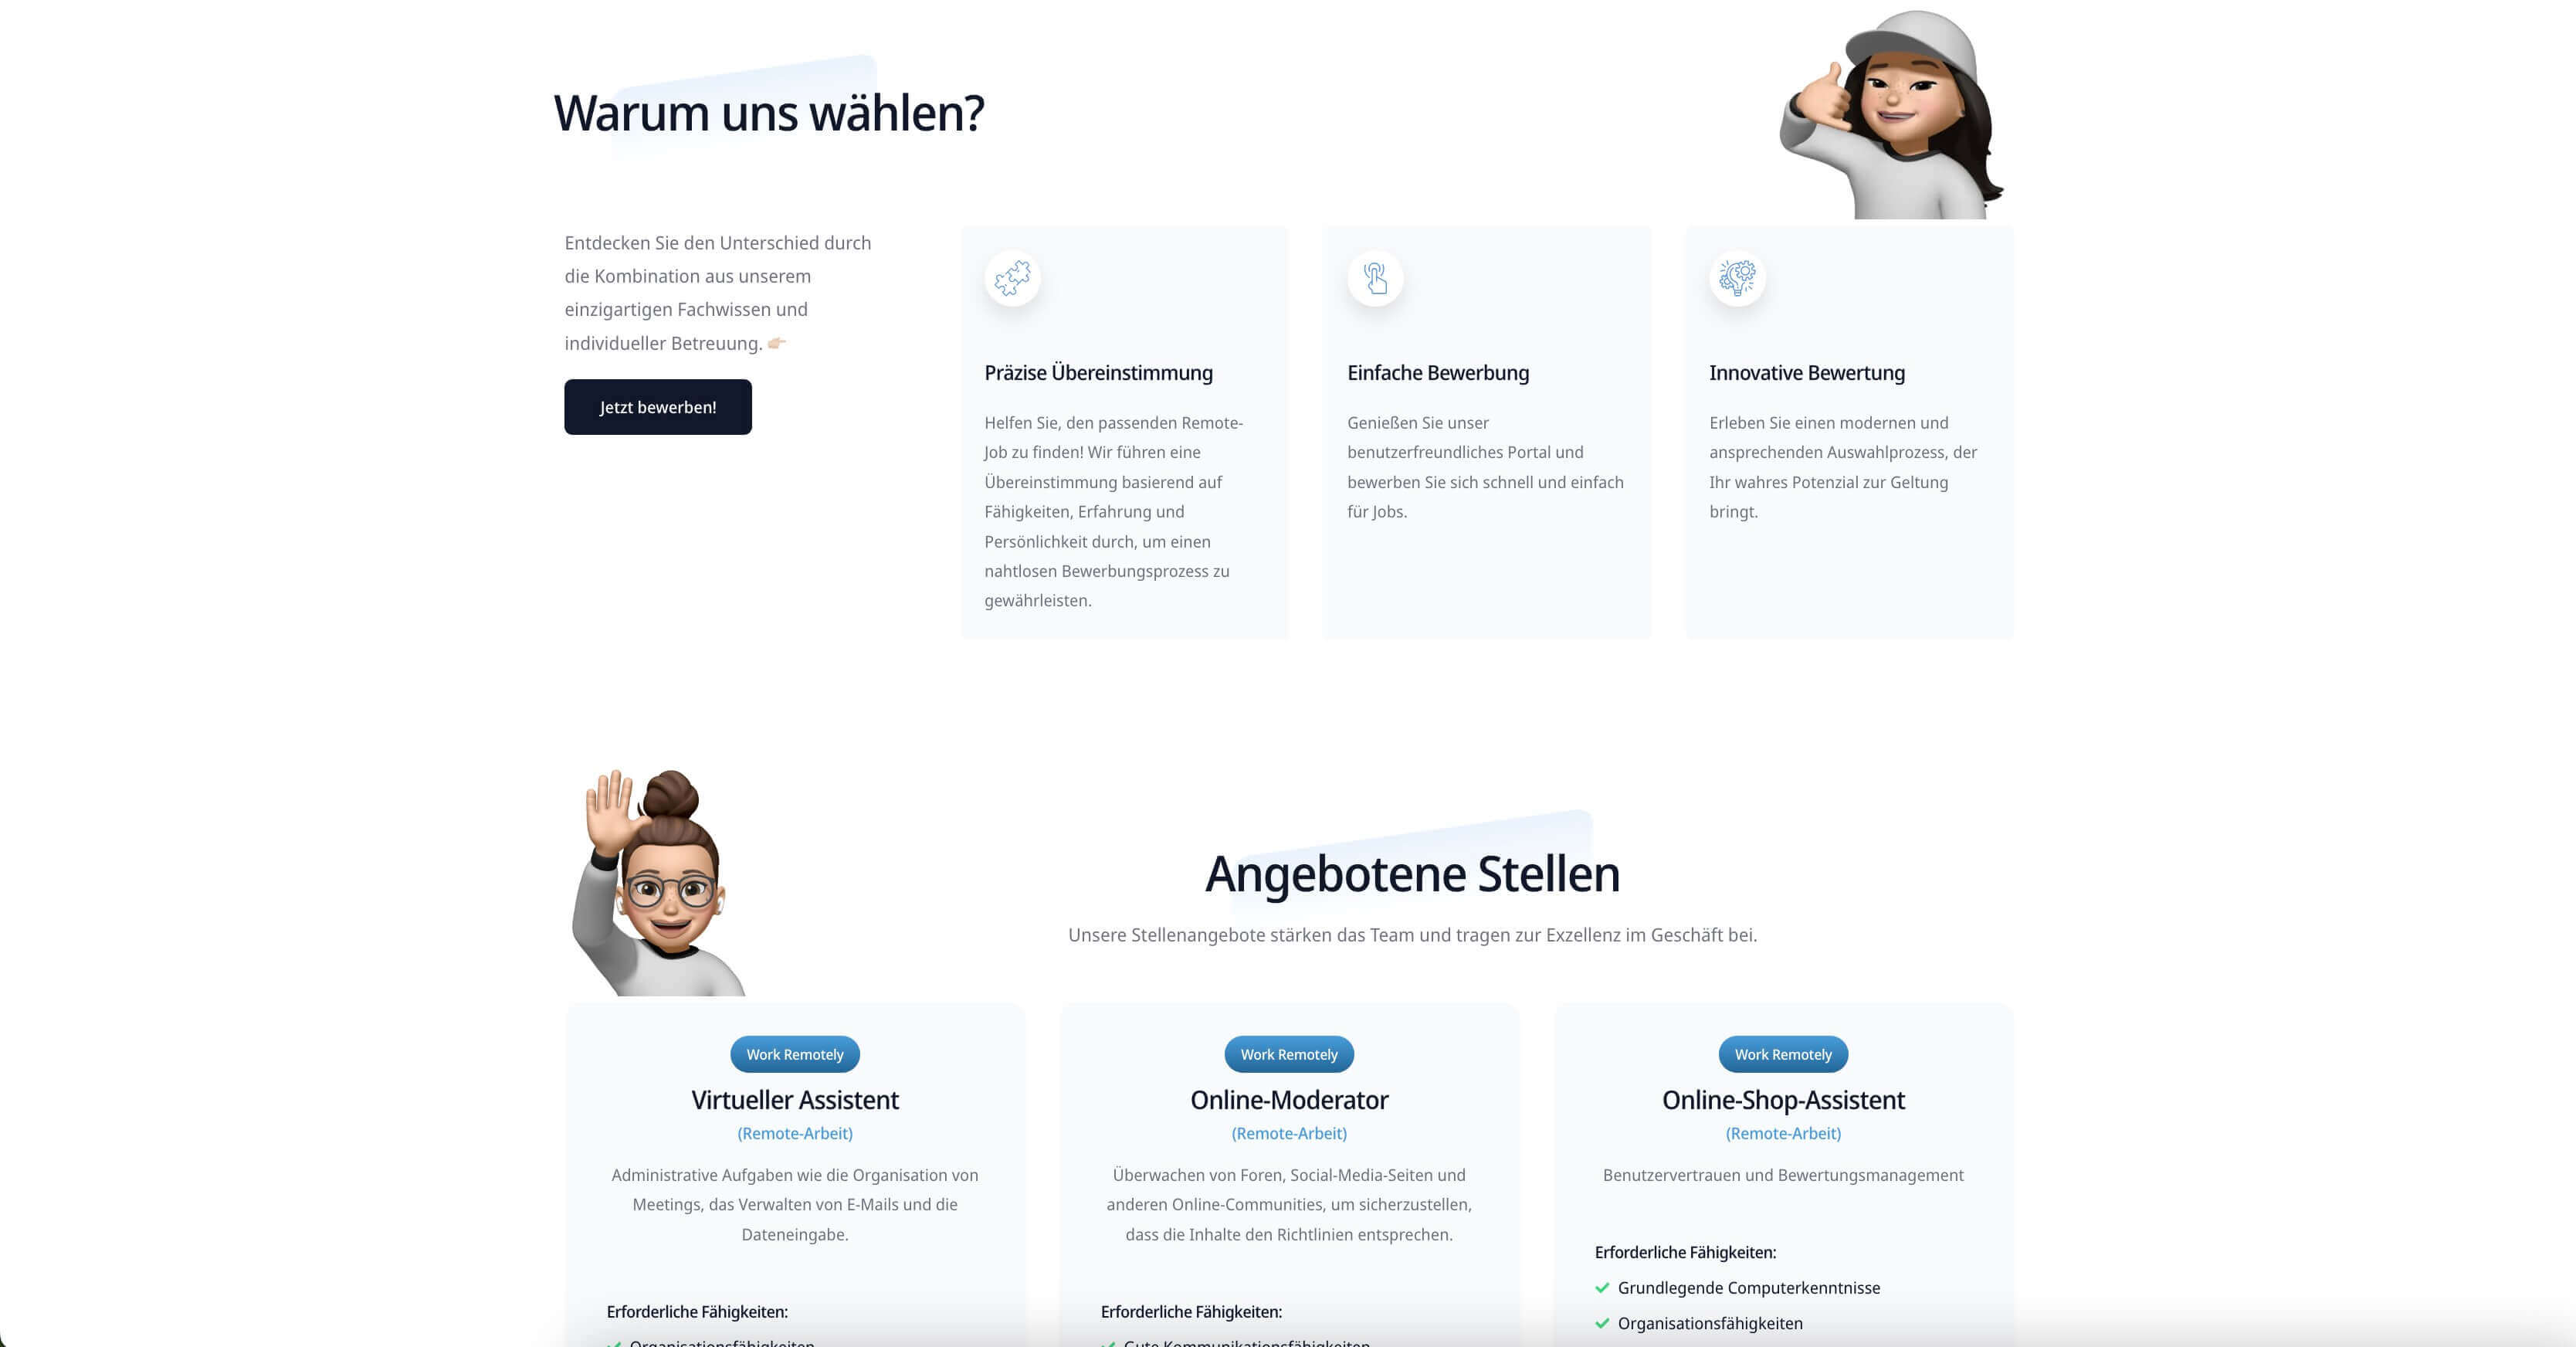 Warum uns wählen?
Entdecken Sie den Unterschied durch
die Kombination aus unserem
einzigartigen Fachwissen und
individueller Betreuung. 👉🏻
Jetzt bewerben!
Präzise Übereinstimmung
Helfen Sie, den passenden Remote-
Job zu finden! Wir führen eine
Übereinstimmung basierend auf
Fähigkeiten, Erfahrung und
Persönlichkeit durch, um einen
nahtlosen Bewerbungsprozess zu
gewährleisten.
Einfache Bewerbung
Genießen Sie unser
benutzerfreundliches Portal und
bewerben Sie sich schnell und einfach
für Jobs.
Innovative Bewertung
Erleben Sie einen modernen und
ansprechenden Auswahlprozess, der
Ihr wahres Potenzial zur Geltung
bringt.
Angebotene Stellen
Unsere Stellenangebote stärken das Team und tragen zur Exzellenz im Geschäft bei.
Work Remotely
Virtueller Assistent
(Remote-Arbeit)
Administrative Aufgaben wie die Organisation von
Meetings, das Verwalten von E-Mails und die
Dateneingabe.
Erforderliche Fähigkeiten:
Organisationsfähigkeiten
Work Remotely
Online-Moderator
(Remote-Arbeit)
Überwachen von Foren, Social-Media-Seiten und
anderen Online-Communities, um sicherzustellen,
dass die Inhalte den Richtlinien entsprechen.
Erforderliche Fähigkeiten:
Gute Kommunikationsfähigkeiten
Work Remotely
Online-Shop-Assistent
(Remote-Arbeit)
Benutzervertrauen und Bewertungsmanagement
Erforderliche Fähigkeiten:
Grundlegende Computerkenntnisse
Organisationsfähigkeiten